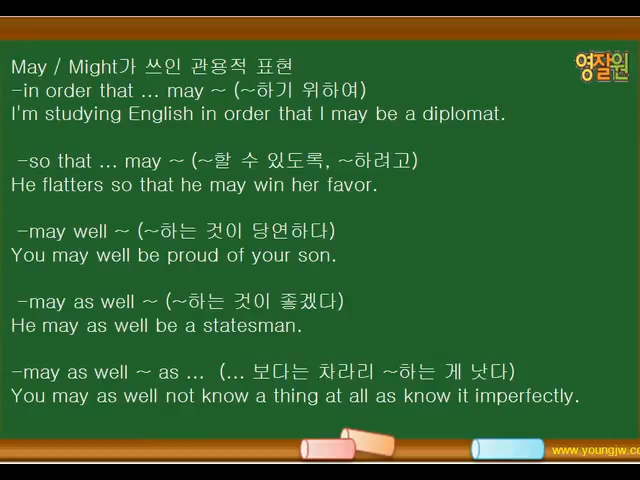 May / Might가 쓰인 관용적 표현
영잘원
-in order that ... may ~ (~하기 위하여)
I'm studying English in order that I may be a diplomat.
-so that ... may ~ (~할 수 있도록, ~하려고)
He flatters so that he may win her favor.
-may well ~ (~하는 것이 당연하다)
You may well be proud of your son.
-may as well ~ (~하는 것이 좋겠다)
He may as well be a statesman.
-may as well ~ as ... (... 보다는 차라리 ~하는 게 낫다)
You may as well not know a thing at all as know it imperfectly.
www.youngjw.co